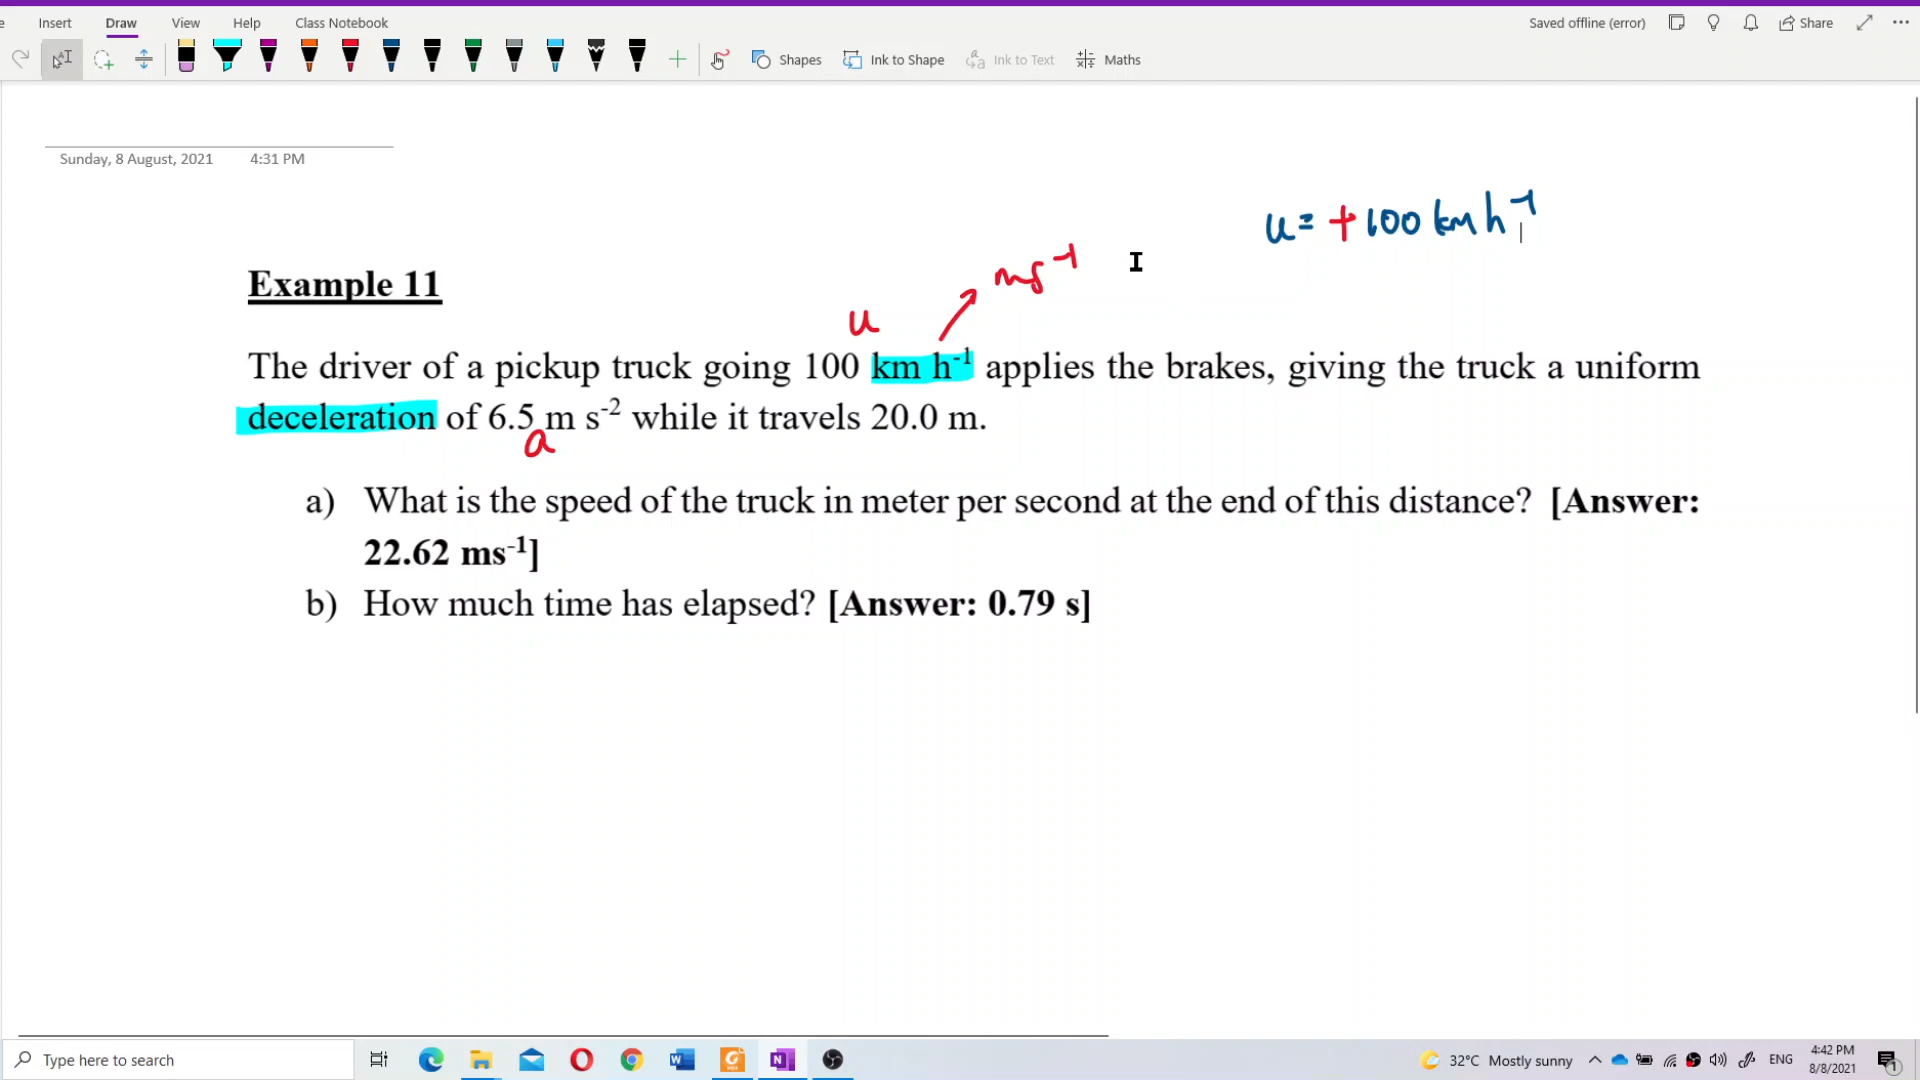 Insert Draw View Help Class Notebook Saved offline (error) Share
Shapes Ink to Shape Ink to Text Maths
Sunday, 8 August, 2021 4:31 PM
u = +100 km h⁻¹
ms⁻¹
Example 11
u
The driver of a pickup truck going 100 km h⁻¹ applies the brakes, giving the truck a uniform
deceleration of 6.5 m s⁻² while it travels 20.0 m.
a
a) What is the speed of the truck in meter per second at the end of this distance? [Answer:
22.62 ms⁻¹]
b) How much time has elapsed? [Answer: 0.79 s]
Type here to search 32°C Mostly sunny ENG 4:42 PM
8/8/2021